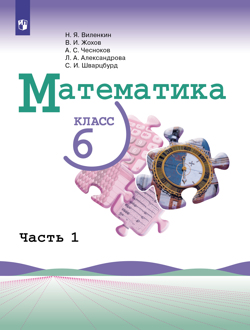 Н. Я. Виленкин
В. И. Жохов
А. С. Чесноков
Л. А. Александрова
С. И. Шварцбурд
Математика
КЛАСС
6
Часть 1